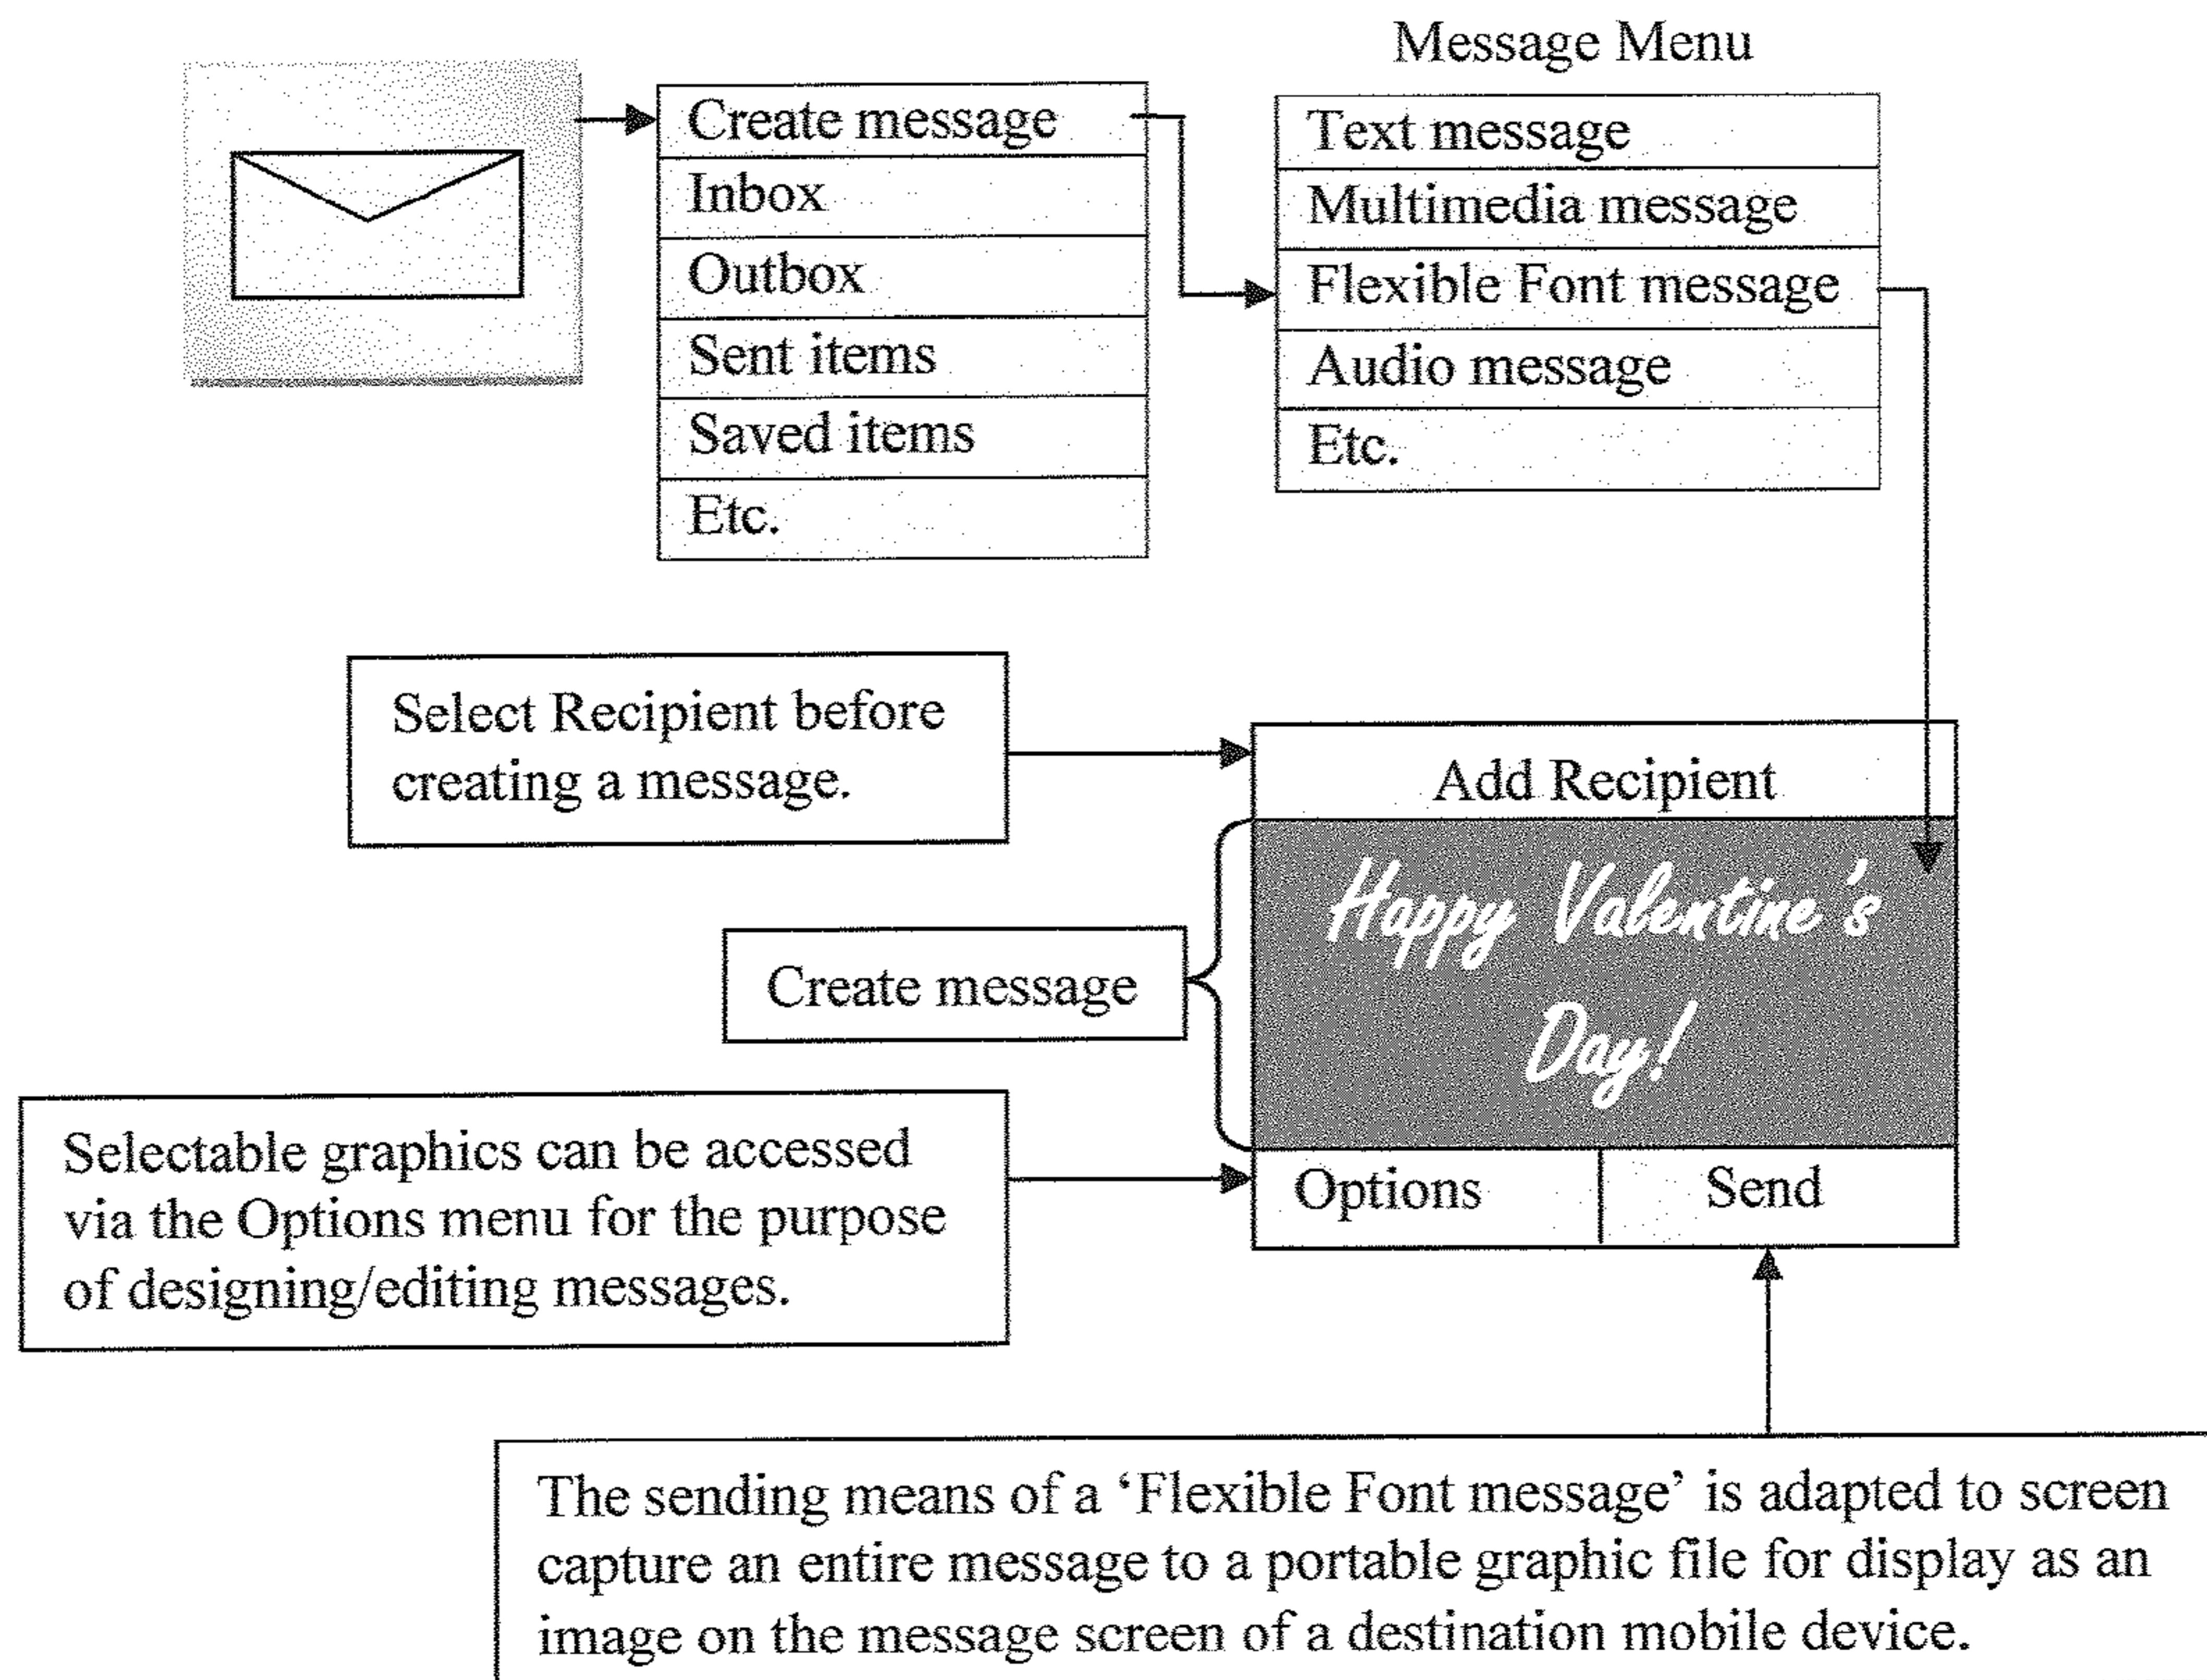 Message Menu
Create message
Inbox
Outbox
Sent items
Saved items
Etc.
Text message
Multimedia message
Flexible Font message
Audio message
Etc.
Select Recipient before
creating a message.
Add Recipient
Happy Valentine's
Day!
Create message
Selectable graphics can be accessed
via the Options menu for the purpose
of designing/editing messages.
Options
Send
The sending means of a ‘Flexible Font message’ is adapted to screen
capture an entire message to a portable graphic file for display as an
image on the message screen of a destination mobile device.